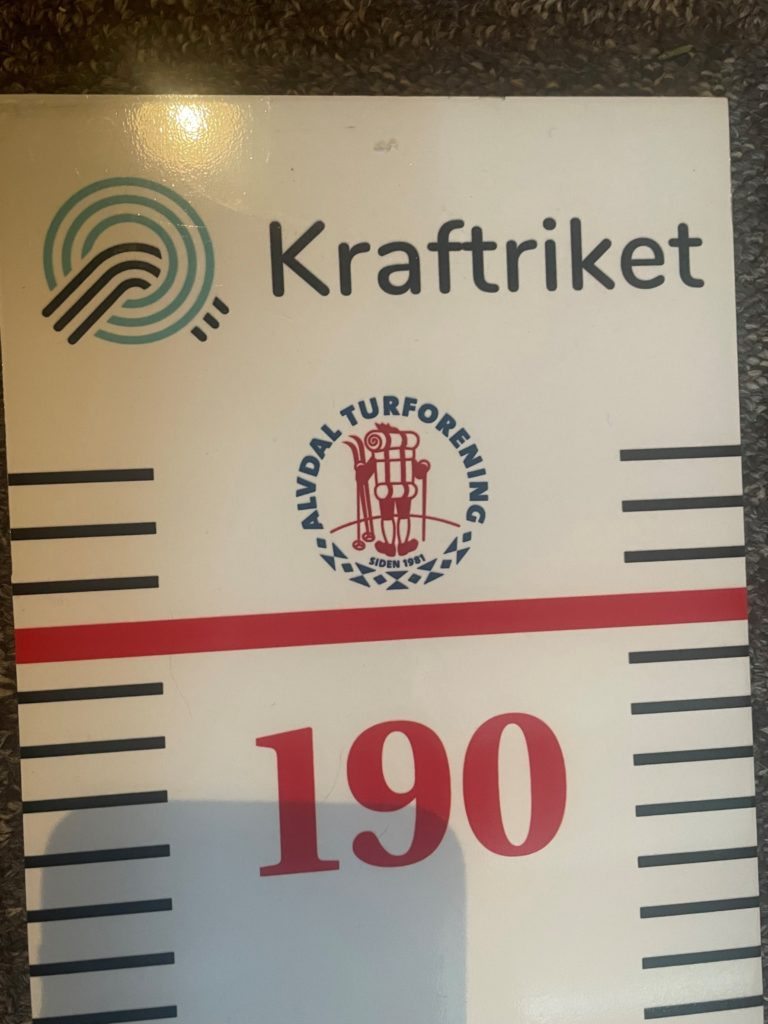 Kraftriket
ALVDAL TURFORENING
SIDEN 1981
190